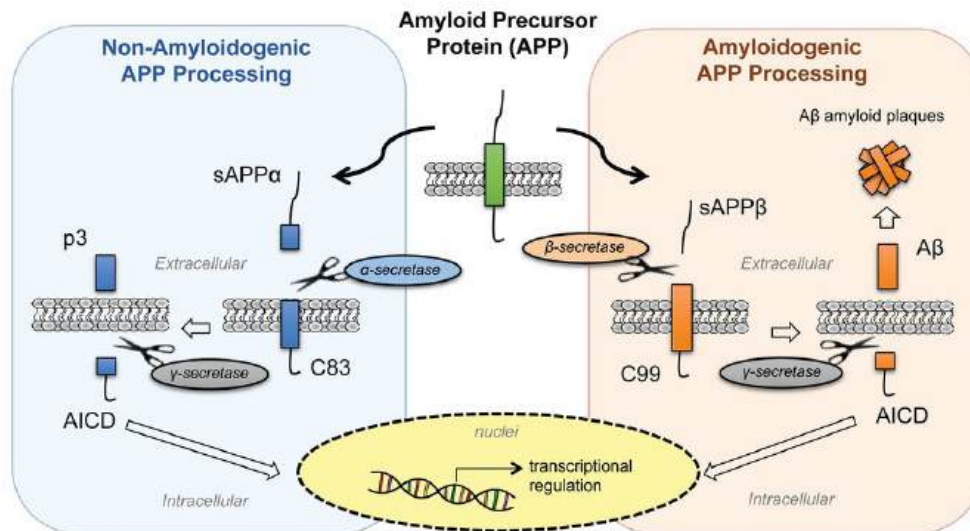 Amyloid Precursor
Protein (APP)
Non-Amyloidogenic
APP Processing
sAPPα
p3
Extracellular
α-secretase
γ-secretase
C83
AICD
Intracellular
Amyloidogenic
APP Processing
Aβ amyloid plaques
sAPPβ
β-secretase
Aβ
Extracellular
C99
γ-secretase
AICD
Intracellular
nuclei
transcriptional
regulation